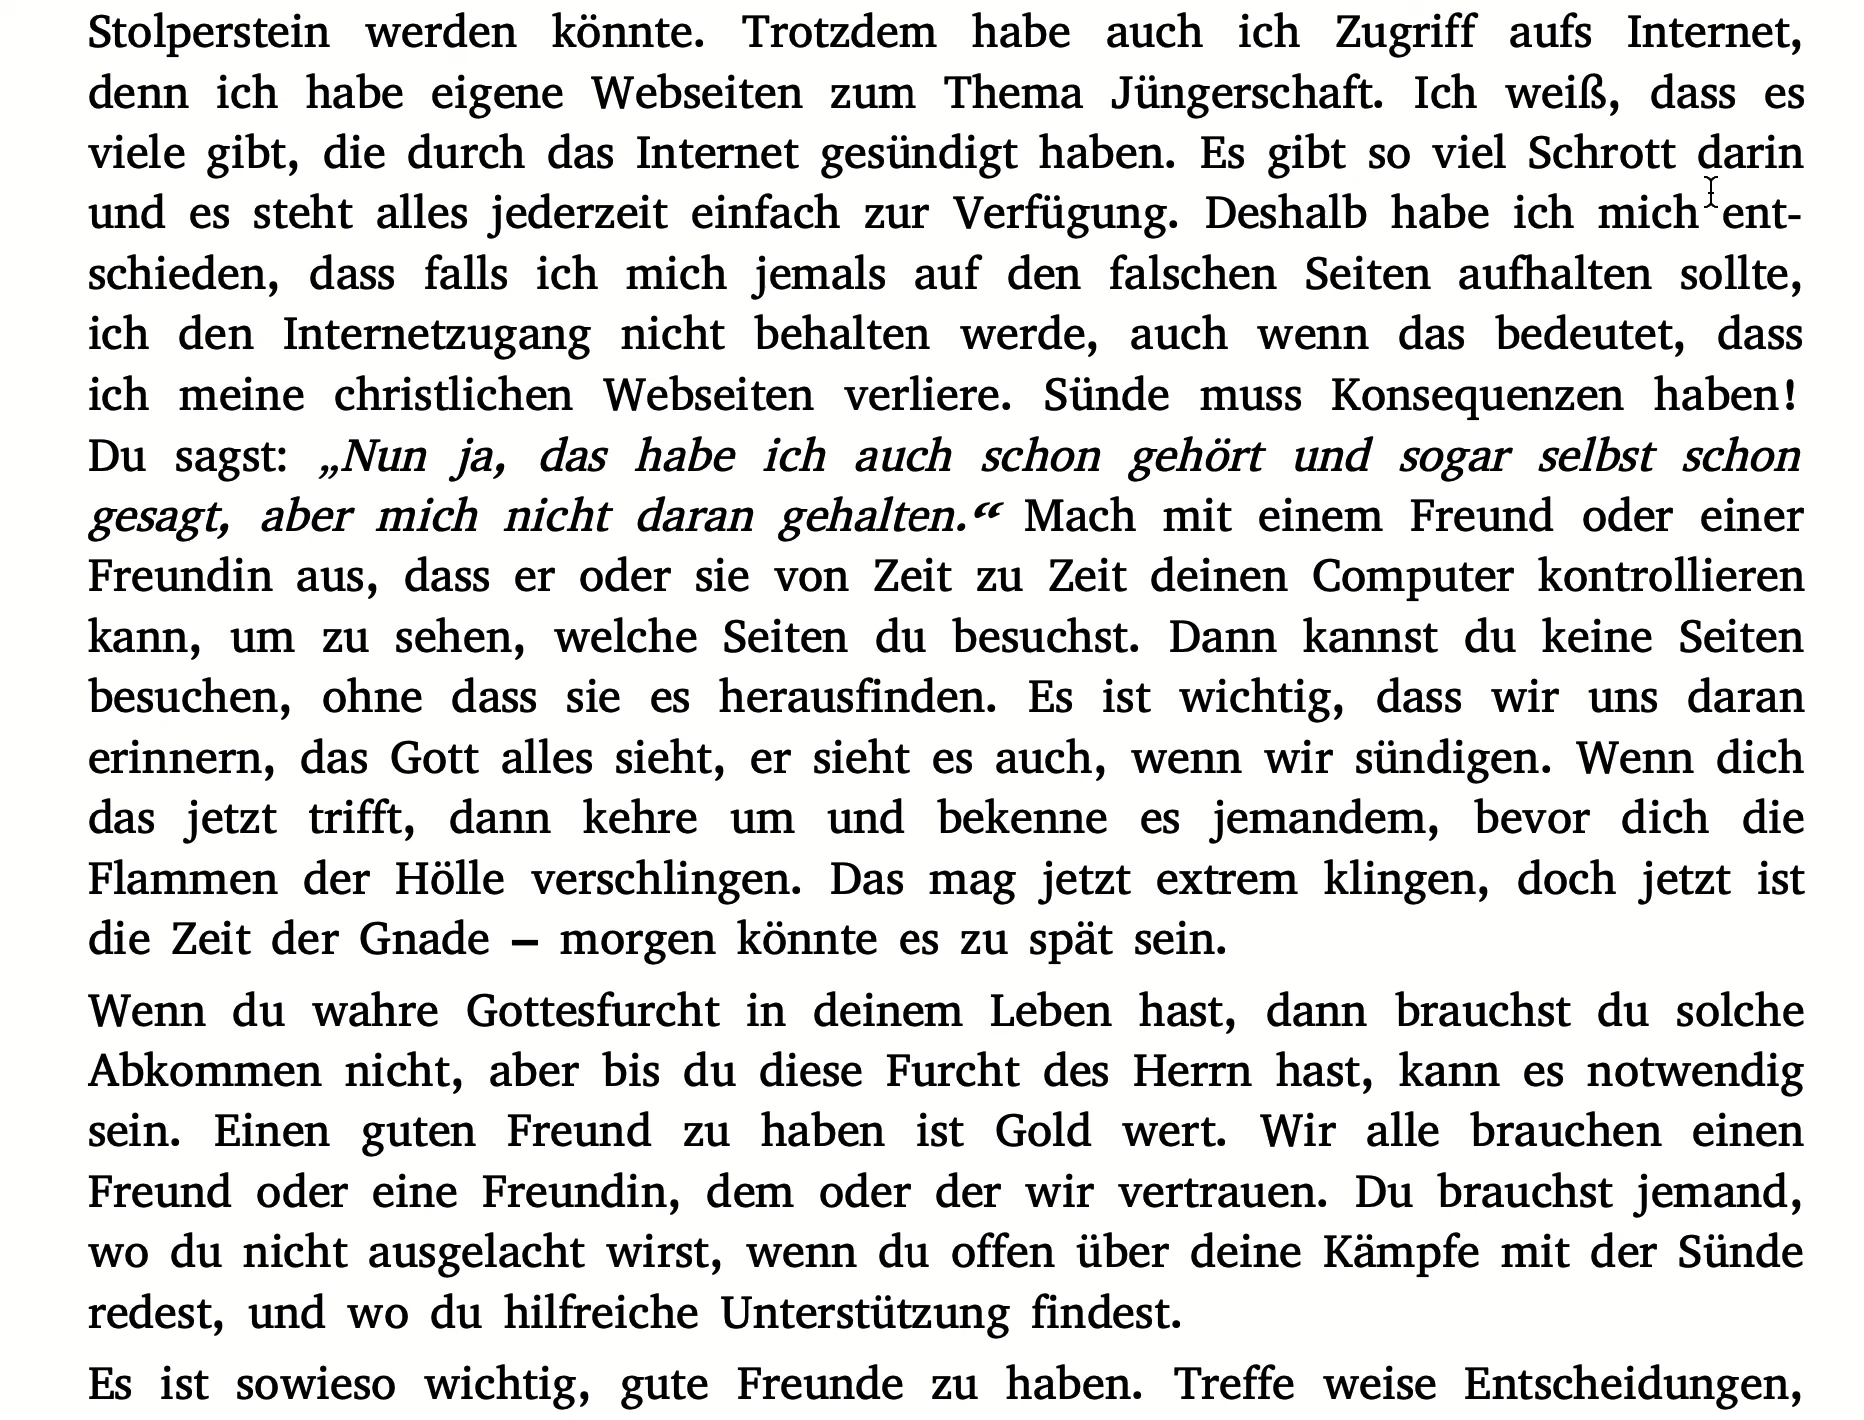 Stolperstein werden könnte. Trotzdem habe auch ich Zugriff aufs Internet,
denn ich habe eigene Webseiten zum Thema Jüngerschaft. Ich weiß, dass es
viele gibt, die durch das Internet gesündigt haben. Es gibt so viel Schrott darin
und es steht alles jederzeit einfach zur Verfügung. Deshalb habe ich mich ent-
schieden, dass falls ich mich jemals auf den falschen Seiten aufhalten sollte,
ich den Internetzugang nicht behalten werde, auch wenn das bedeutet, dass
ich meine christlichen Webseiten verliere. Sünde muss Konsequenzen haben!
Du sagst: „Nun ja, das habe ich auch schon gehört und sogar selbst schon
gesagt, aber mich nicht daran gehalten.“ Mach mit einem Freund oder einer
Freundin aus, dass er oder sie von Zeit zu Zeit deinen Computer kontrollieren
kann, um zu sehen, welche Seiten du besuchst. Dann kannst du keine Seiten
besuchen, ohne dass sie es herausfinden. Es ist wichtig, dass wir uns daran
erinnern, das Gott alles sieht, er sieht es auch, wenn wir sündigen. Wenn dich
das jetzt trifft, dann kehre um und bekenne es jemandem, bevor dich die
Flammen der Hölle verschlingen. Das mag jetzt extrem klingen, doch jetzt ist
die Zeit der Gnade – morgen könnte es zu spät sein.
Wenn du wahre Gottesfurcht in deinem Leben hast, dann brauchst du solche
Abkommen nicht, aber bis du diese Furcht des Herrn hast, kann es notwendig
sein. Einen guten Freund zu haben ist Gold wert. Wir alle brauchen einen
Freund oder eine Freundin, dem oder der wir vertrauen. Du brauchst jemand,
wo du nicht ausgelacht wirst, wenn du offen über deine Kämpfe mit der Sünde
redest, und wo du hilfreiche Unterstützung findest.
Es ist sowieso wichtig, gute Freunde zu haben. Treffe weise Entscheidungen,